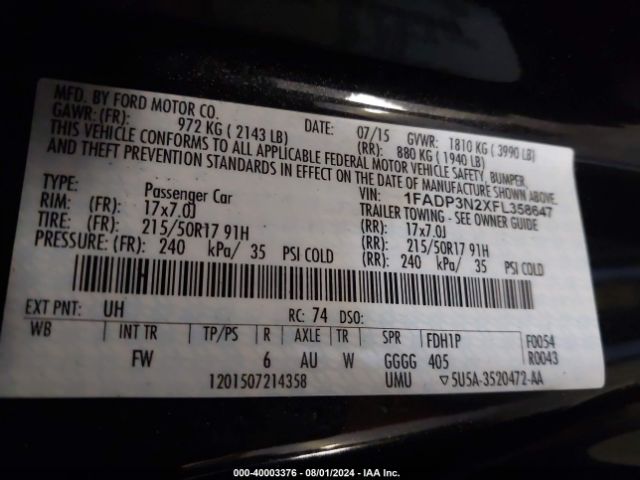 MFD. BY FORD MOTOR CO.
GAWR: (FR): 972 KG ( 2143 LB) DATE: 07/15 GVWR: T810 KG ( 3990 LB)
(RR): 880 KG ( 1940 LB)
THIS VEHICLE CONFORMS TO ALL APPLICABLE FEDERAL MOTOR VEHICLE SAFETY, BUMPER,
AND THEFT PREVENTION STANDARDS IN EFFECT ON THE DATE OF MANUFACTURE SHOWN ABOVE.
VIN: 1FADP3N2XFL358647
TYPE: Passenger Car TRAILER TOWING - SEE OWNER GUIDE
RIM: (FR): 17x7.0J (RR): 17x7.0J
TIRE: (FR): 215/50R17 91H (RR): 215/50R17 91H
PRESSURE: (FR): 240 kPa/ 35 PSI COLD (RR): 240 kPa/ 35 PSI COLD
EXT PNT: UH RC: 74 DSO:
WB INT TR TP/PS R AXLE TR SPR FDH1P F0054
FW 6 AU W GGGG 405 R0043
1201507214358 UMU ▽5U5A-3520472-AA
000-40003376 - 08/01/2024 - IAA Inc.